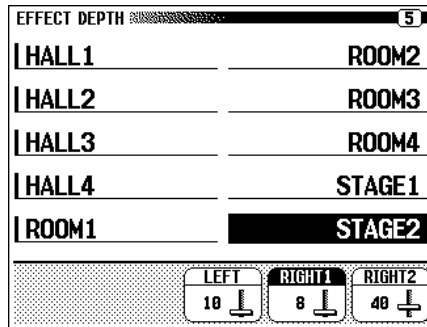 EFFECT DEPTH 5
HALL1 ROOM2
HALL2 ROOM3
HALL3 ROOM4
HALL4 STAGE1
ROOM1 STAGE2
LEFT RIGHT1 RIGHT2
10 8 40